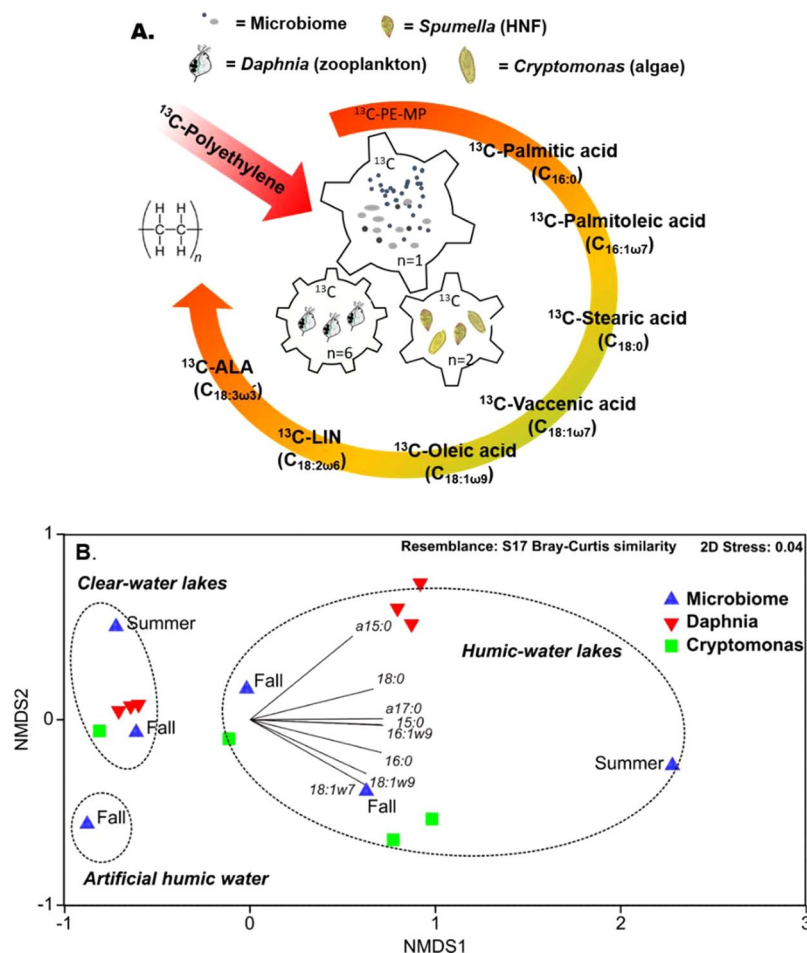 A.
= Microbiome
= Spumella (HNF)
= Daphnia (zooplankton)
= Cryptomonas (algae)
¹³C-Polyethylene
¹³C-PE-MP
¹³C-Palmitic acid
(C₁₆:₀)
¹³C-Palmitoleic acid
(C₁₆:₁ω₇)
¹³C-Stearic acid
(C₁₈:₀)
¹³C-Vaccenic acid
(C₁₈:₁ω₇)
¹³C-Oleic acid
(C₁₈:₁ω₉)
¹³C-LIN
(C₁₈:₂ω₆)
¹³C-ALA
(C₁₈:₃ω₃)
¹³C
n=1
¹³C
n=6
¹³C
n=2
H H
C-C
H H
n
B.
Resemblance: S17 Bray-Curtis similarity 2D Stress: 0.04
Clear-water lakes
Summer
Fall
Fall
Artificial humic water
Humic-water lakes
Microbiome
Daphnia
Cryptomonas
Fall
a15:0
18:0
a17:0
15:0
16:1w9
16:0
18:1w9
18:1w7
Fall
Summer
NMDS2
1
0
-1
-1 0 1 2 3
NMDS1